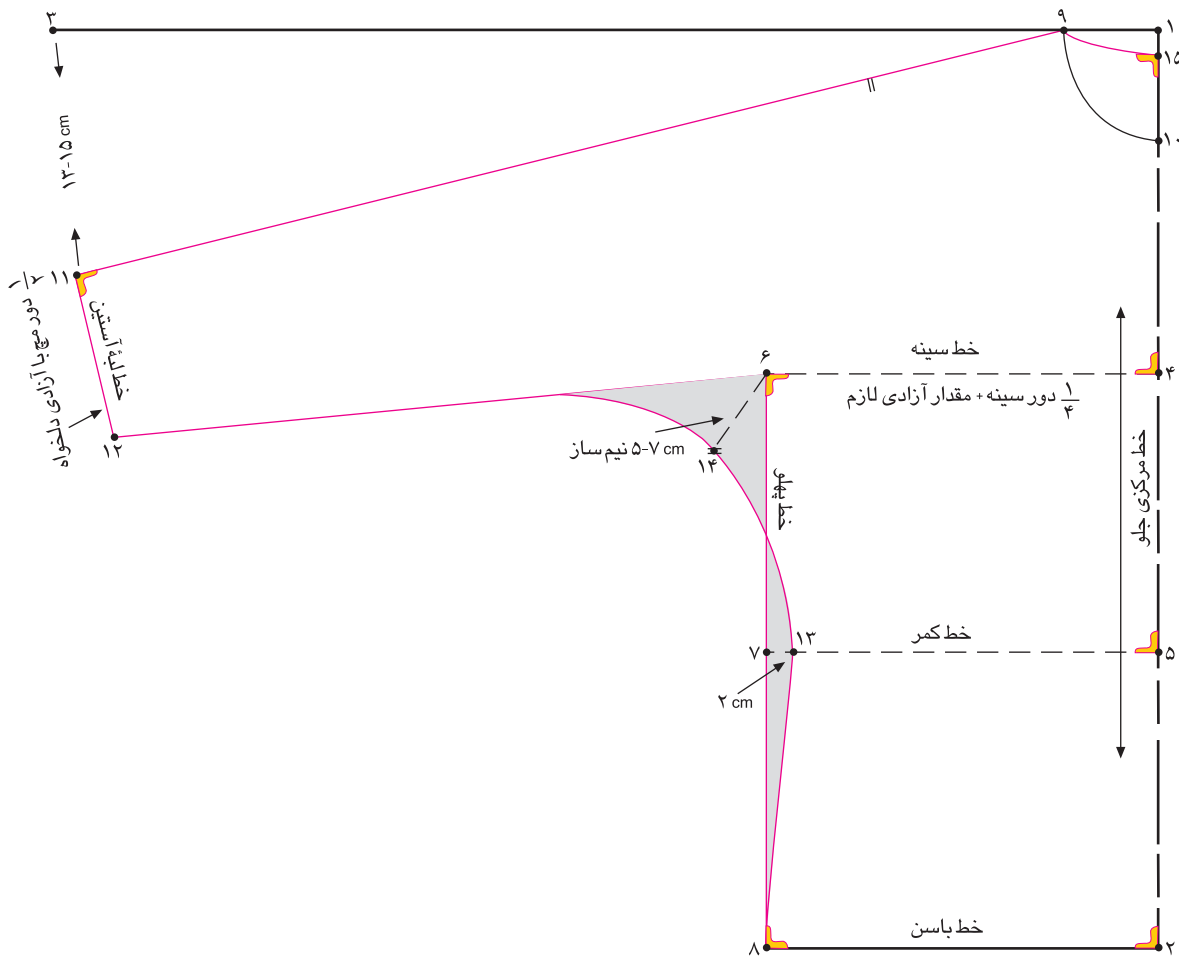 ۳
۹
۱
۱۵
۱۰
۱۳-۱۵ cm
۱۱
۱/۲ دور مچ با آزادی دلخواه
خط لبهٔ آستین
۱۲
۶
خط سینه
۴
۱/۴ دور سینه + مقدار آزادی لازم
۵-۷ cm نیم ساز
۱۴
خط پهلو
خط مرکزی جلو
۷
۱۳
خط کمر
۵
۲ cm
۸
خط باسن
۲